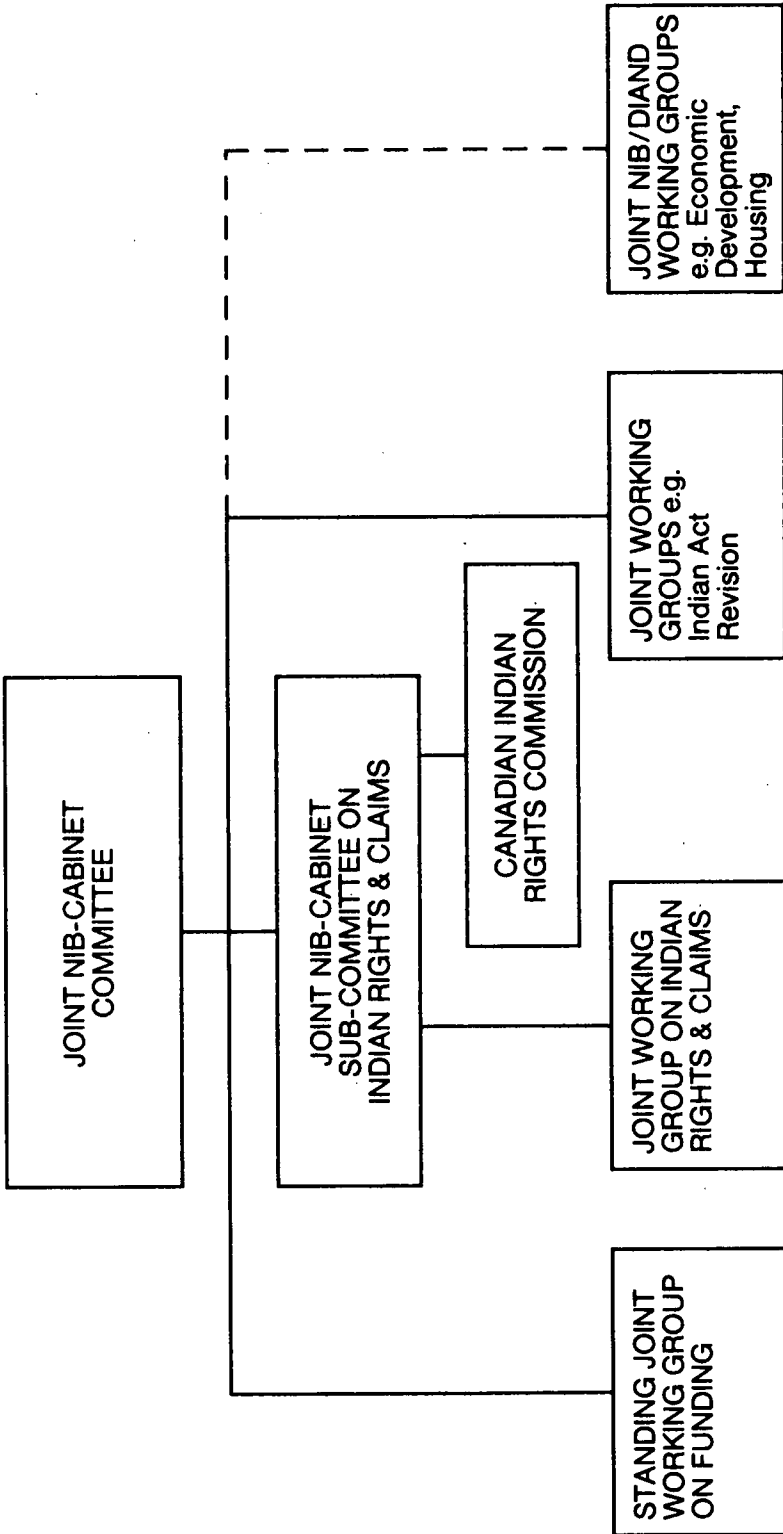 JOINT NIB-CABINET
COMMITTEE
JOINT NIB-CABINET
SUB-COMMITTEE ON
INDIAN RIGHTS & CLAIMS
CANADIAN INDIAN
RIGHTS COMMISSION
STANDING JOINT
WORKING GROUP
ON FUNDING
JOINT WORKING
GROUP ON INDIAN
RIGHTS & CLAIMS
JOINT WORKING
GROUPS e.g.
Indian Act
Revision
JOINT NIB/DIAND
WORKING GROUPS
e.g. Economic
Development,
Housing